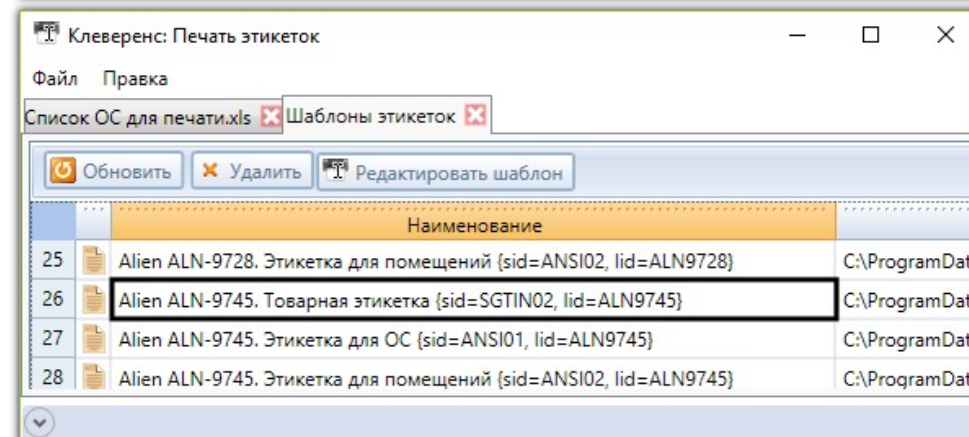 Клеверенс: Печать этикеток
Файл Правка
Список ОС для печати.xls Шаблоны этикеток
Обновить Удалить Редактировать шаблон
Наименование
25 Alien ALN-9728. Этикетка для помещений {sid=ANSI02, lid=ALN9728} C:\ProgramDat
26 Alien ALN-9745. Товарная этикетка {sid=SGTIN02, lid=ALN9745} C:\ProgramDat
27 Alien ALN-9745. Этикетка для ОС {sid=ANSI01, lid=ALN9745} C:\ProgramDat
28 Alien ALN-9745. Этикетка для помещений {sid=ANSI02, lid=ALN9745} C:\ProgramDat